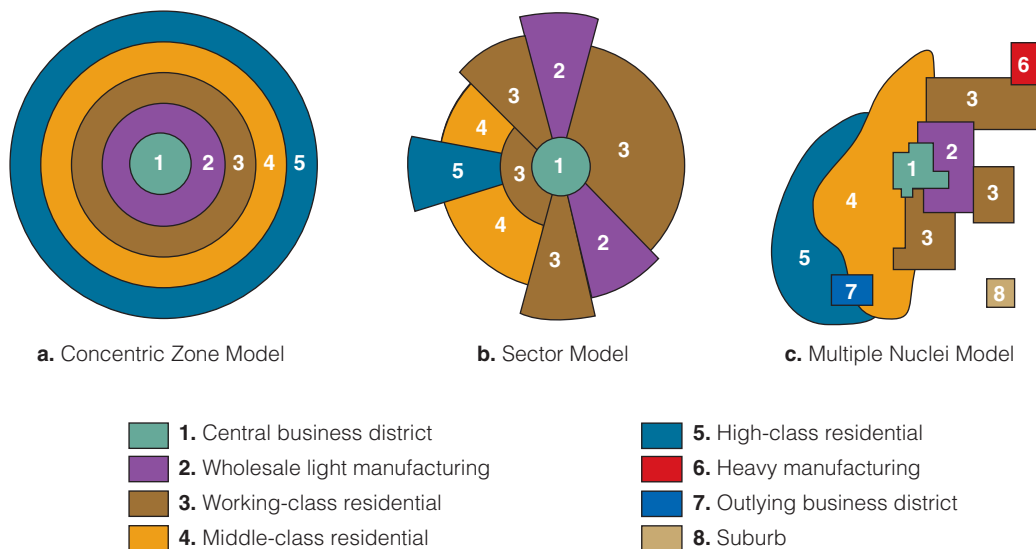 1 2 3 4 5
2
3 3
4
5 1
3
4
3 2
6
3
2
1
3
4
3
5
7
8
a. Concentric Zone Model
b. Sector Model
c. Multiple Nuclei Model
1. Central business district
2. Wholesale light manufacturing
3. Working-class residential
4. Middle-class residential
5. High-class residential
6. Heavy manufacturing
7. Outlying business district
8. Suburb